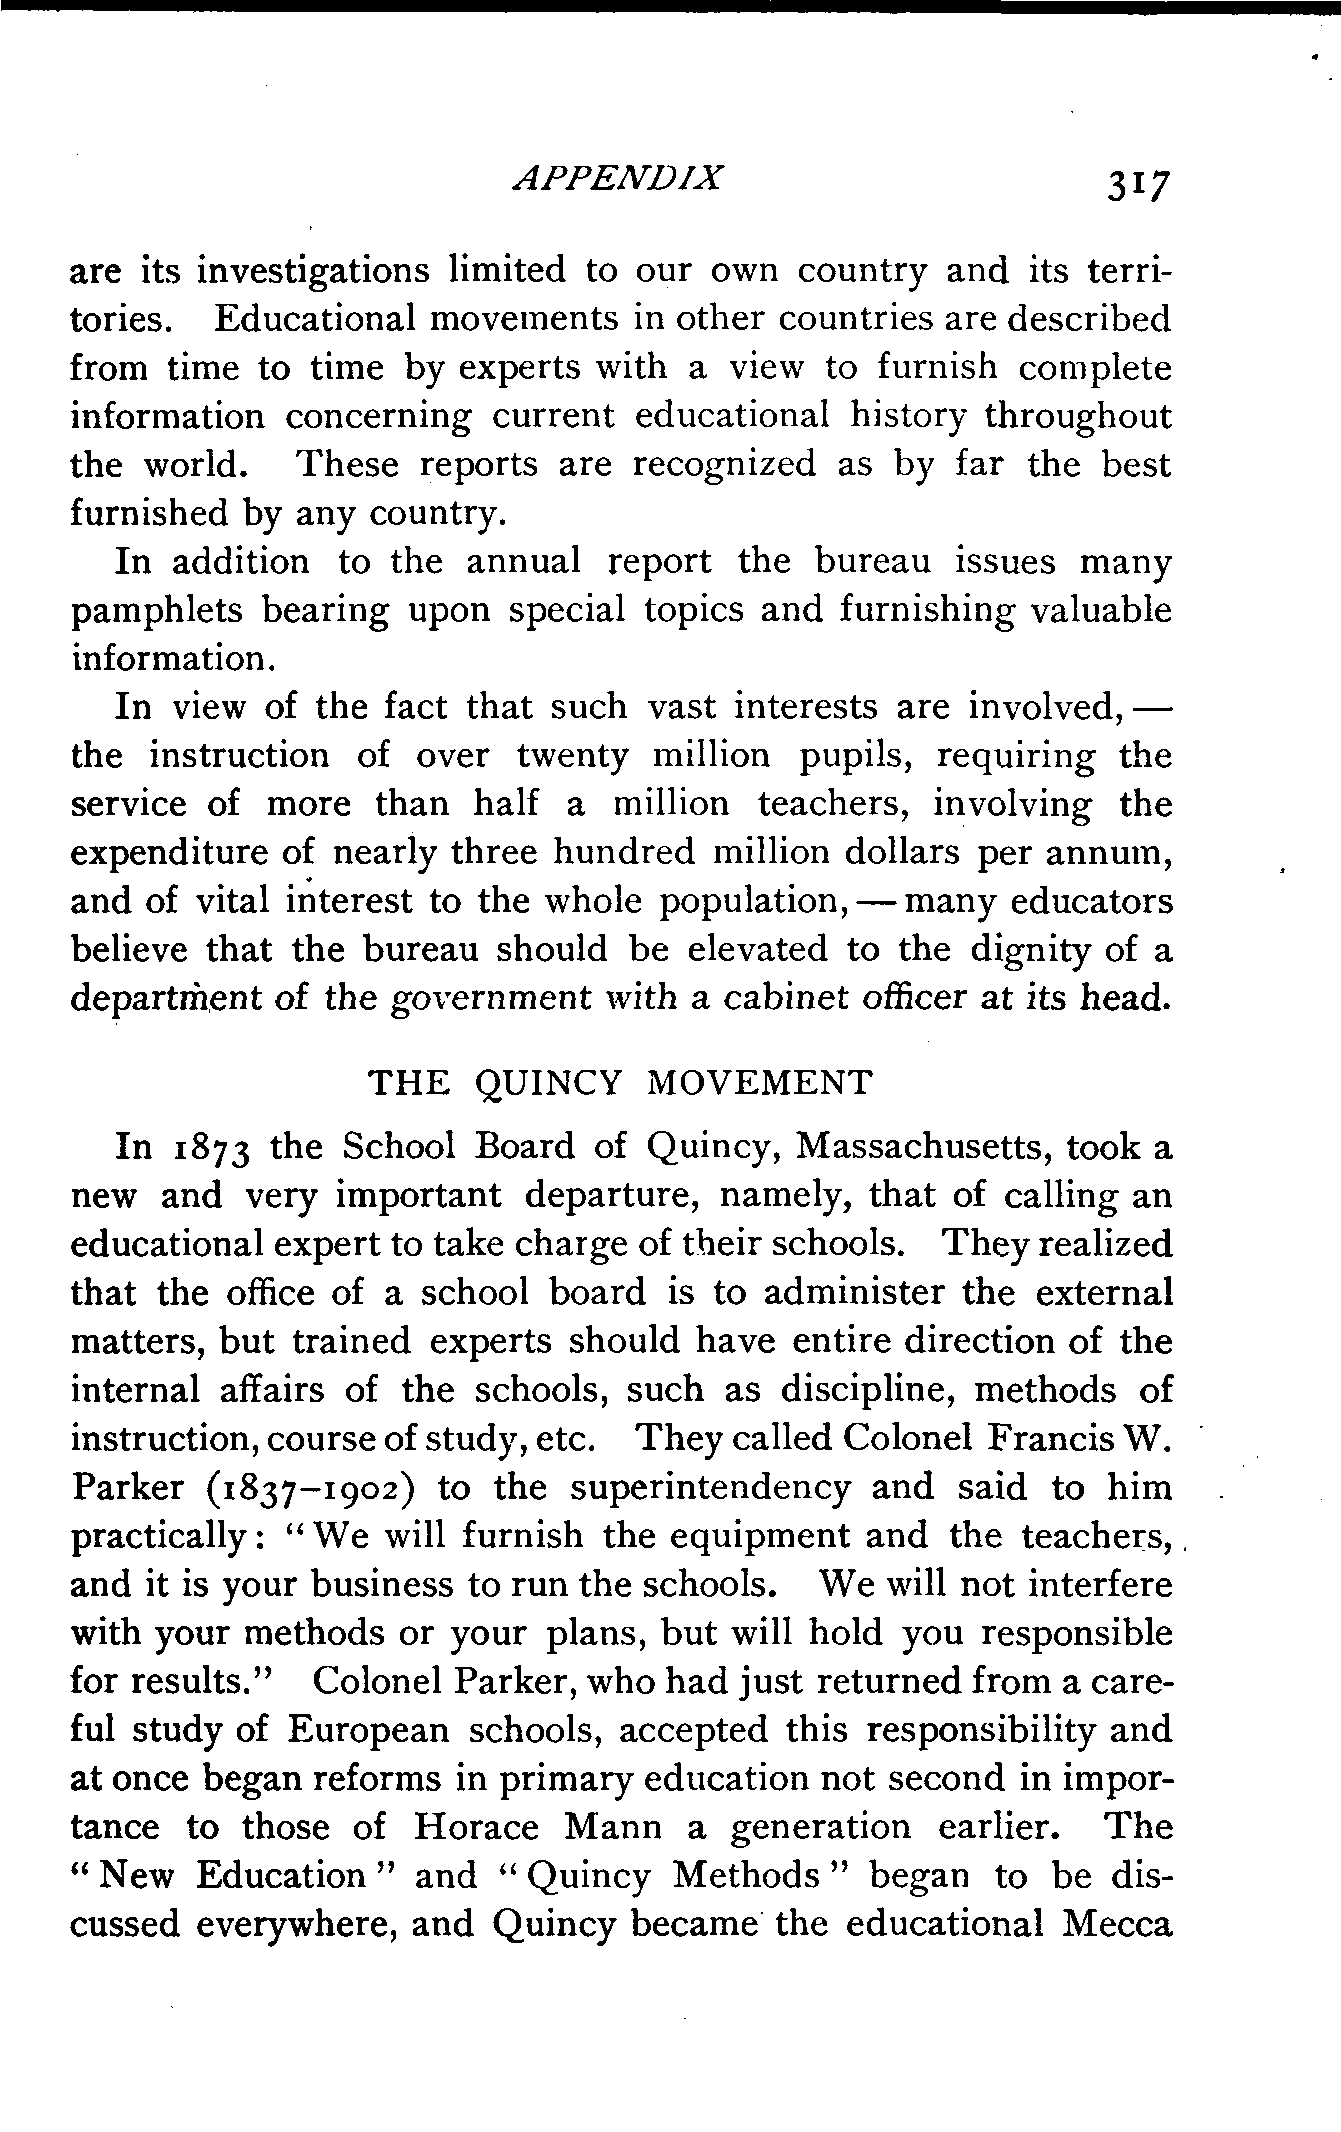 APPENDIX 317
are its investigations limited to our own country and its terri-
tories. Educational movements in other countries are described
from time to time by experts with a view to furnish complete
information concerning current educational history throughout
the world. These reports are recognized as by far the best
furnished by any country.
In addition to the annual report the bureau issues many
pamphlets bearing upon special topics and furnishing valuable
information.
In view of the fact that such vast interests are involved, —
the instruction of over twenty million pupils, requiring the
service of more than half a million teachers, involving the
expenditure of nearly three hundred million dollars per annum,
and of vital interest to the whole population, — many educators
believe that the bureau should be elevated to the dignity of a
department of the government with a cabinet officer at its head.
THE QUINCY MOVEMENT
In 1873 the School Board of Quincy, Massachusetts, took a
new and very important departure, namely, that of calling an
educational expert to take charge of their schools. They realized
that the office of a school board is to administer the external
matters, but trained experts should have entire direction of the
internal affairs of the schools, such as discipline, methods of
instruction, course of study, etc. They called Colonel Francis W.
Parker (1837–1902) to the superintendency and said to him
practically: "We will furnish the equipment and the teachers,
and it is your business to run the schools. We will not interfere
with your methods or your plans, but will hold you responsible
for results." Colonel Parker, who had just returned from a care-
ful study of European schools, accepted this responsibility and
at once began reforms in primary education not second in impor-
tance to those of Horace Mann a generation earlier. The
"New Education" and "Quincy Methods" began to be dis-
cussed everywhere, and Quincy became the educational Mecca